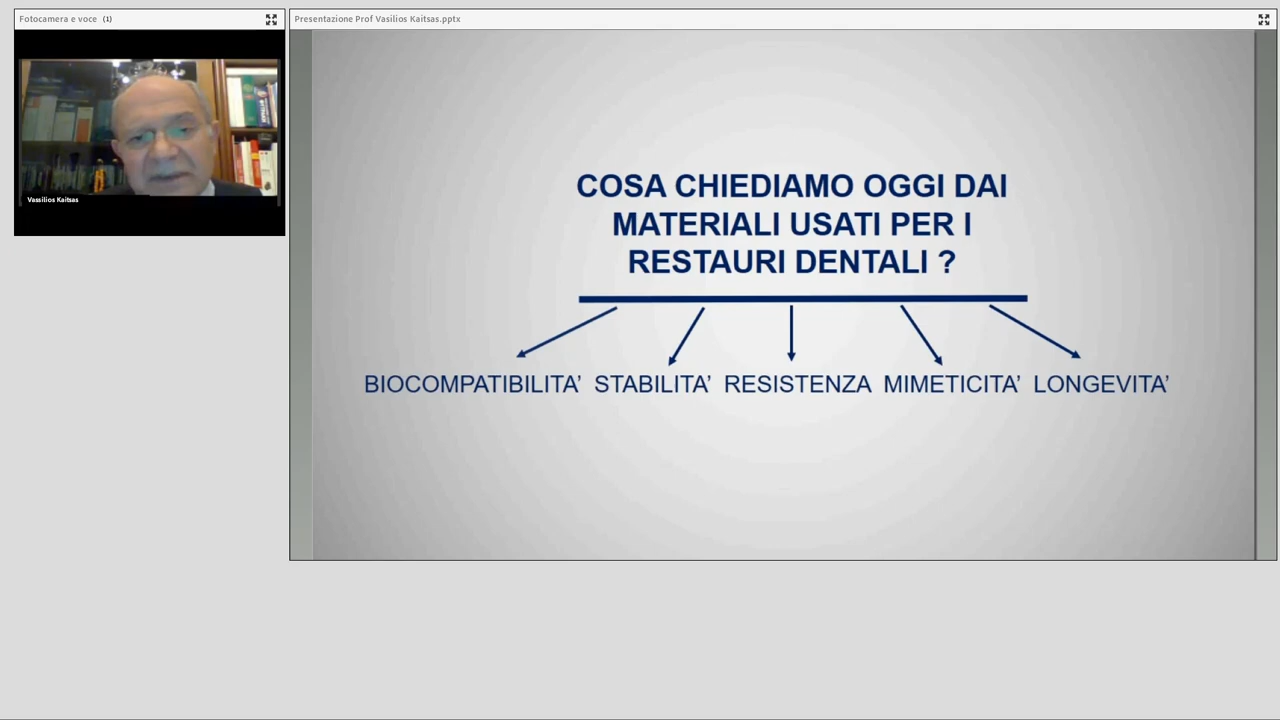 Fotocamera e voce (1)
Vassilios Kaitsas
Presentazione Prof Vasilios Kaitsas.pptx
COSA CHIEDIAMO OGGI DAI
MATERIALI USATI PER I
RESTAURI DENTALI ?
BIOCOMPATIBILITA’ STABILITA’ RESISTENZA MIMETICITA’ LONGEVITA’